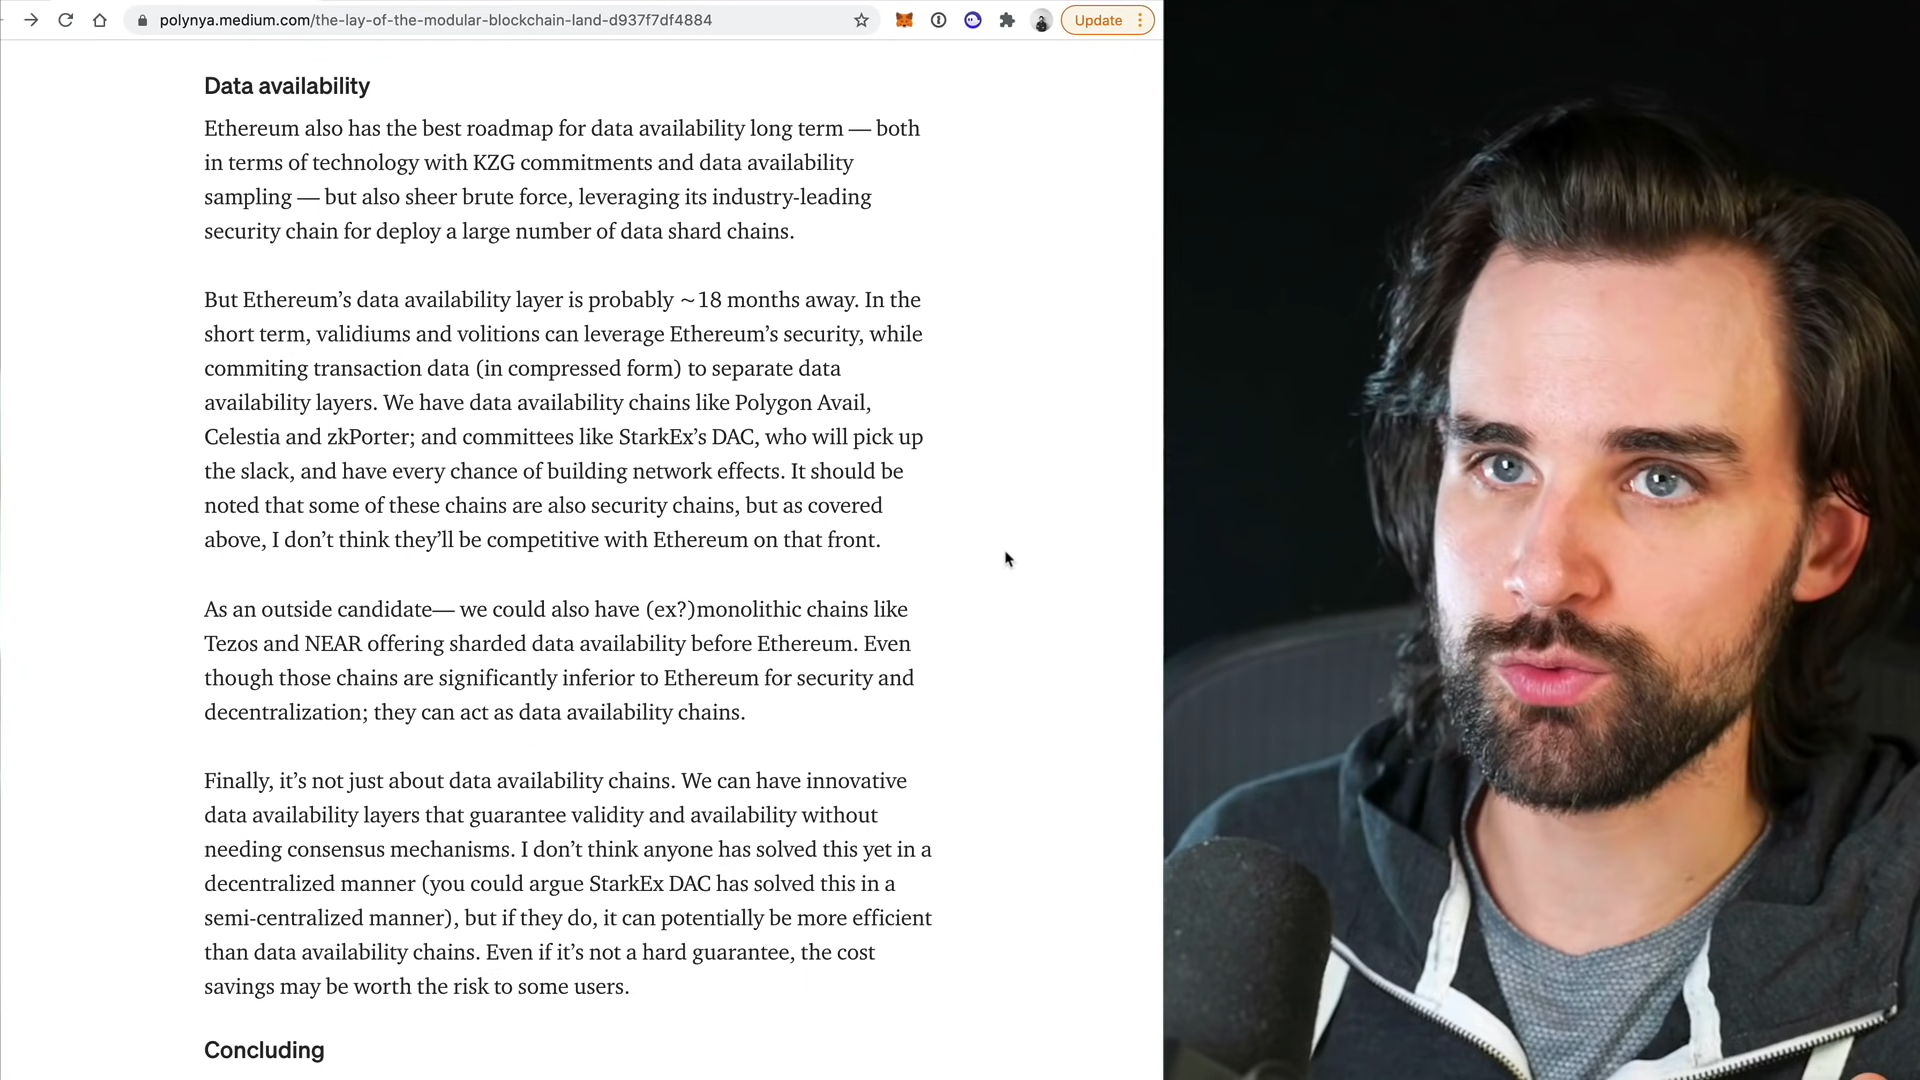 polynya.medium.com/the-lay-of-the-modular-blockchain-land-d937f7df4884
Update
Data availability
Ethereum also has the best roadmap for data availability long term — both
in terms of technology with KZG commitments and data availability
sampling — but also sheer brute force, leveraging its industry-leading
security chain for deploy a large number of data shard chains.
But Ethereum’s data availability layer is probably ~18 months away. In the
short term, validiums and volitions can leverage Ethereum’s security, while
commiting transaction data (in compressed form) to separate data
availability layers. We have data availability chains like Polygon Avail,
Celestia and zkPorter; and committees like StarkEx’s DAC, who will pick up
the slack, and have every chance of building network effects. It should be
noted that some of these chains are also security chains, but as covered
above, I don’t think they’ll be competitive with Ethereum on that front.
As an outside candidate— we could also have (ex?)monolithic chains like
Tezos and NEAR offering sharded data availability before Ethereum. Even
though those chains are significantly inferior to Ethereum for security and
decentralization; they can act as data availability chains.
Finally, it’s not just about data availability chains. We can have innovative
data availability layers that guarantee validity and availability without
needing consensus mechanisms. I don’t think anyone has solved this yet in a
decentralized manner (you could argue StarkEx DAC has solved this in a
semi-centralized manner), but if they do, it can potentially be more efficient
than data availability chains. Even if it’s not a hard guarantee, the cost
savings may be worth the risk to some users.
Concluding